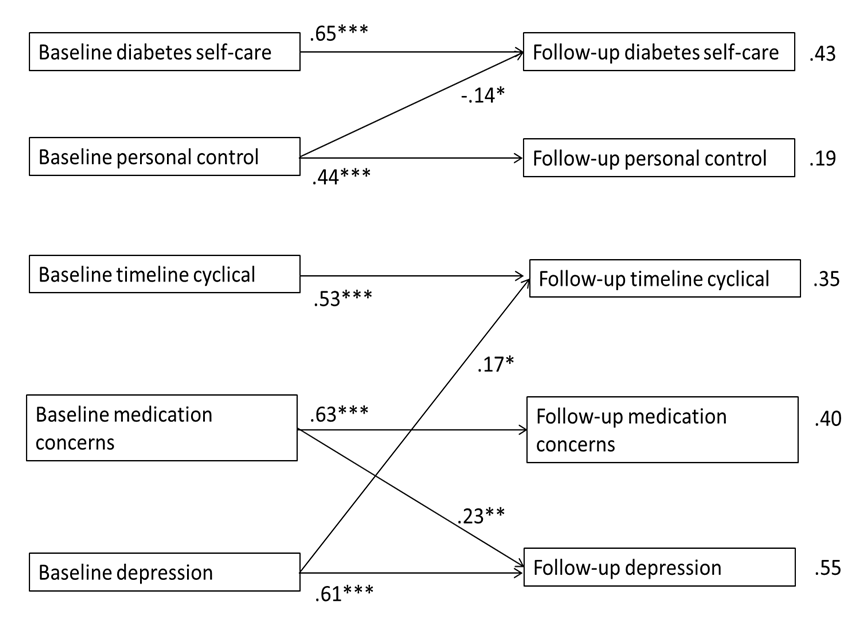 .65***
Baseline diabetes self-care
Follow-up diabetes self-care
.43
-.14*
Baseline personal control
Follow-up personal control
.19
.44***
Baseline timeline cyclical
Follow-up timeline cyclical
.35
.53***
.17*
Baseline medication
concerns
.63***
Follow-up medication
concerns
.40
.23**
Baseline depression
Follow-up depression
.55
.61***